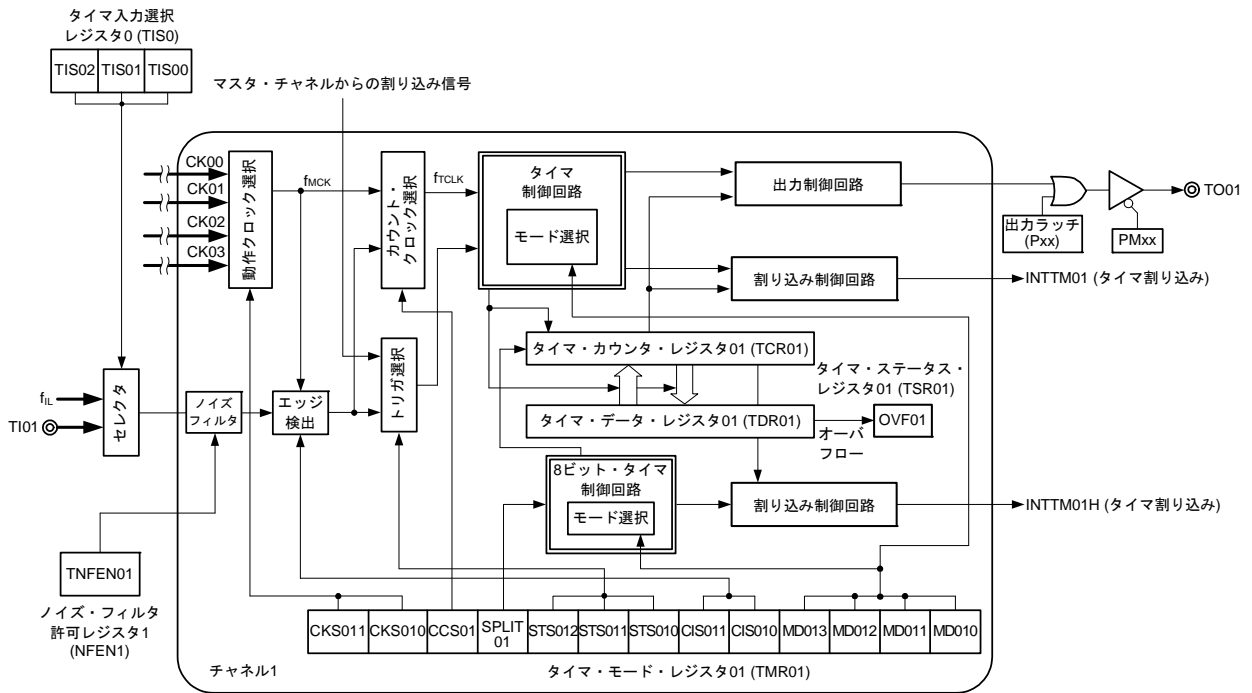 タイマ入力選択
レジスタ0 (TIS0)
TIS02 TIS01 TIS00
マスタ・チャネルからの割り込み信号
CK00
CK01
CK02
CK03
動作クロック選択
fMCK
カウント・
クロック選択
fTCLK
タイマ
制御回路
モード選択
出力制御回路
出力ラッチ
(Pxx)
PMxx
TO01
割り込み制御回路
INTTM01 (タイマ割り込み)
タイマ・カウンタ・レジスタ01 (TCR01)
タイマ・ステータス・
レジスタ01 (TSR01)
fIL
TI01
セレクタ
ノイズ
フィルタ
エッジ
検出
トリガ選択
タイマ・データ・レジスタ01 (TDR01)
オーバ
フロー
OVF01
8ビット・タイマ
制御回路
モード選択
割り込み制御回路
INTTM01H (タイマ割り込み)
TNFEN01
ノイズ・フィルタ
許可レジスタ1
(NFEN1)
CKS011 CKS010 CCS01 SPLIT
01 STS012 STS011 STS010 CIS011 CIS010 MD013 MD012 MD011 MD010
チャネル1
タイマ・モード・レジスタ01 (TMR01)